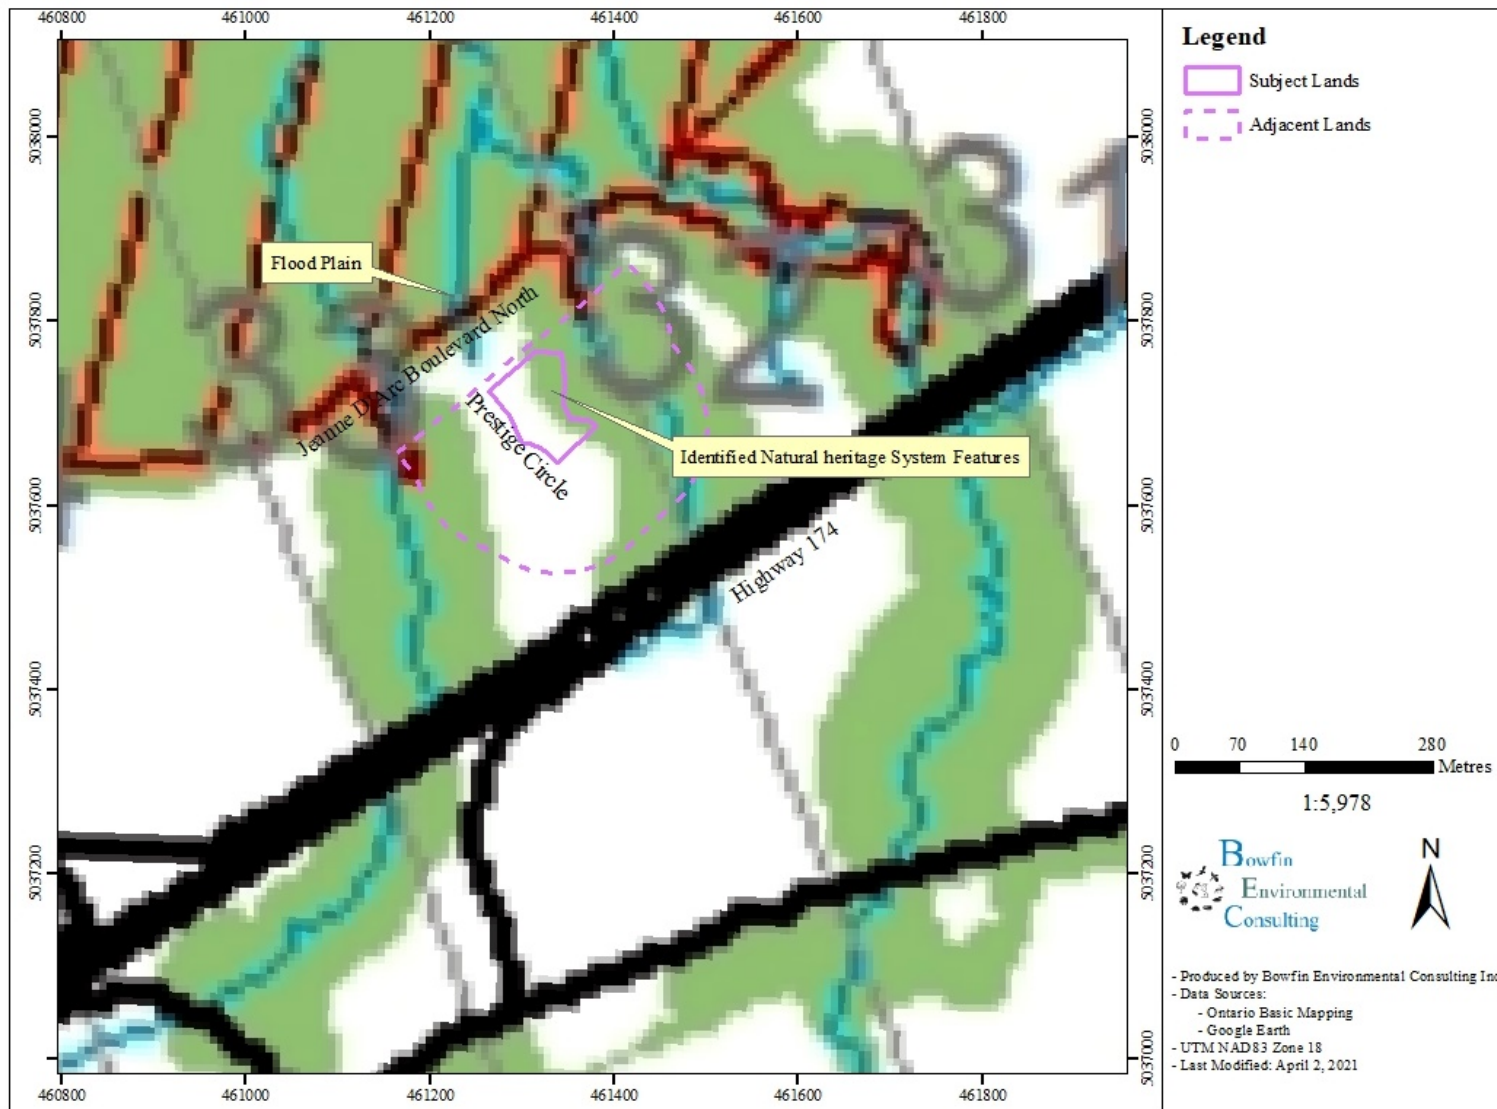 460800 461000 461200 461400 461600 461800
Legend
Subject Lands
Adjacent Lands
5038000 5038000
Flood Plain
5037800 5037800
Jeanne D'Arc Boulevard North
Prestige Circle
Identified Natural heritage System Features
5037600 5037600
Highway 174
5037400 5037400
0 70 140 280
Metres
1:5,978
5037200 5037200
Bowfin
Environmental
Consulting
N
- Produced by Bowfin Environmental Consulting Inc
- Data Sources:
- Ontario Basic Mapping
- Google Earth
- UTM NAD83 Zone 18
- Last Modified: April 2, 2021
5037000 5037000
460800 461000 461200 461400 461600 461800